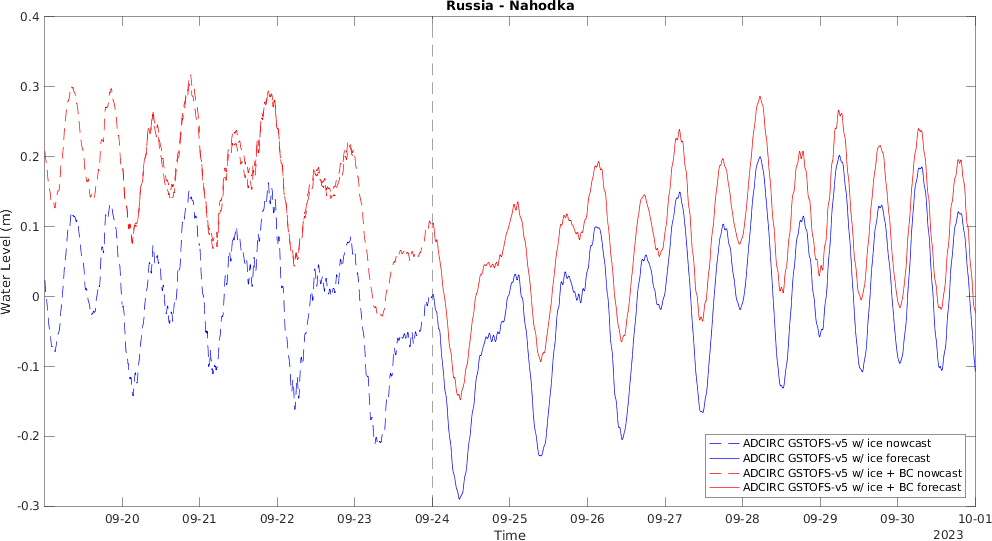 Russia - Nahodka
Water Level (m)
0.4
0.3
0.2
0.1
0
-0.1
-0.2
-0.3
ADCIRC GSTOFS-v5 w/ ice nowcast
ADCIRC GSTOFS-v5 w/ ice forecast
ADCIRC GSTOFS-v5 w/ ice + BC nowcast
ADCIRC GSTOFS-v5 w/ ice + BC forecast
09-20 09-21 09-22 09-23 09-24 09-25 09-26 09-27 09-28 09-29 09-30 10-01
Time
2023